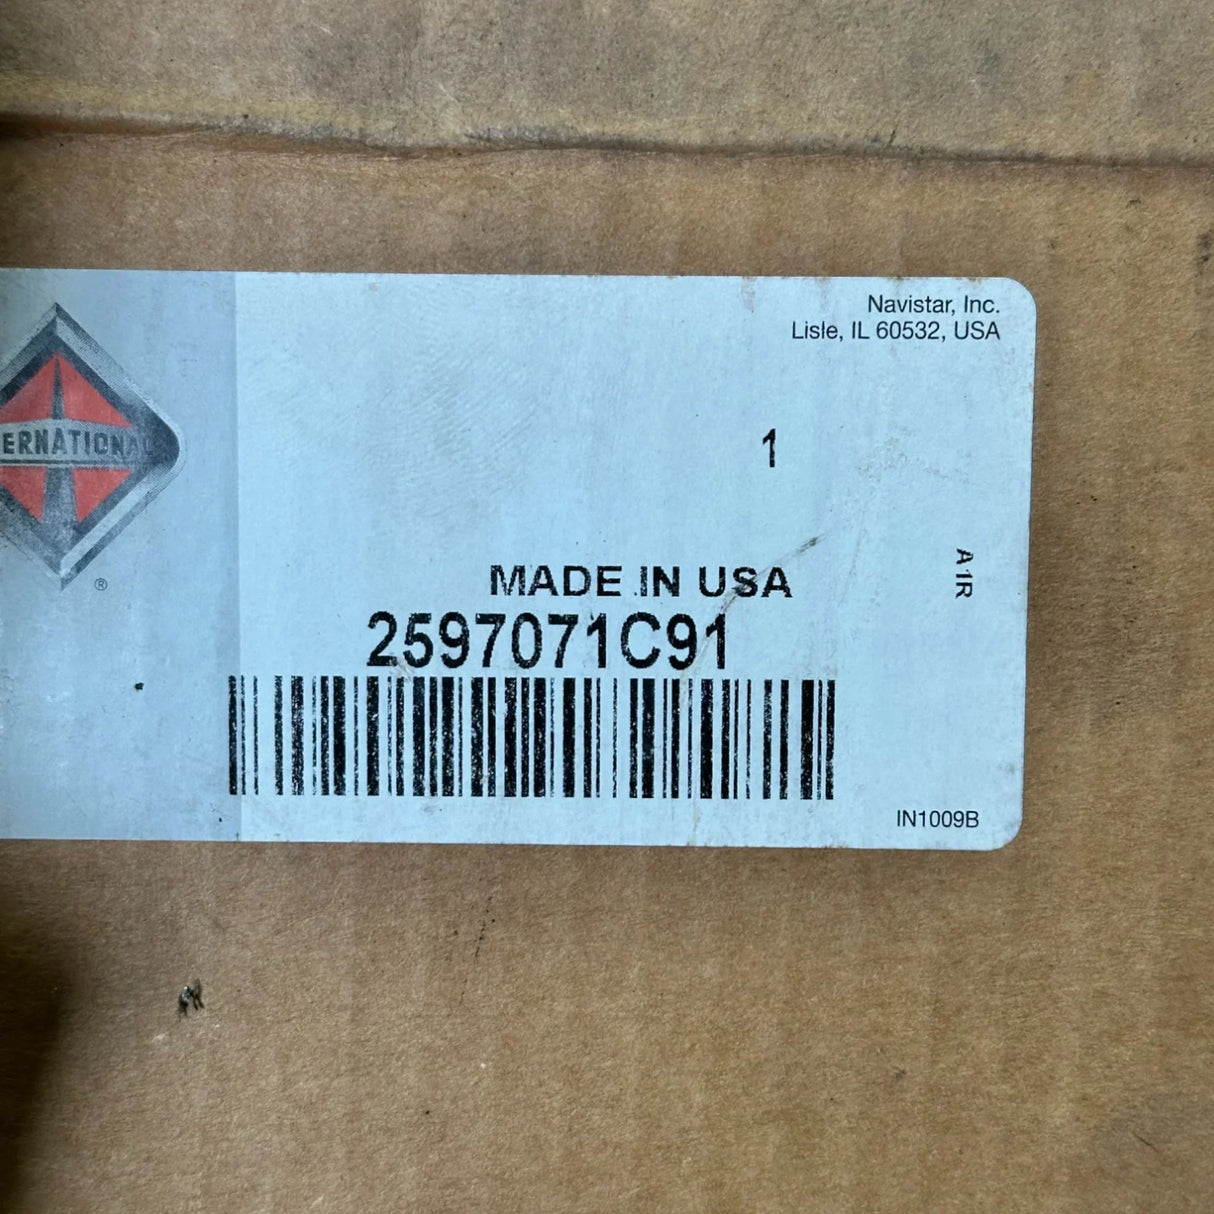 Navistar, Inc.
Lisle, IL 60532, USA
ERNATIONAL
®
1
A1R
MADE IN USA
2597071C91
IN1009B